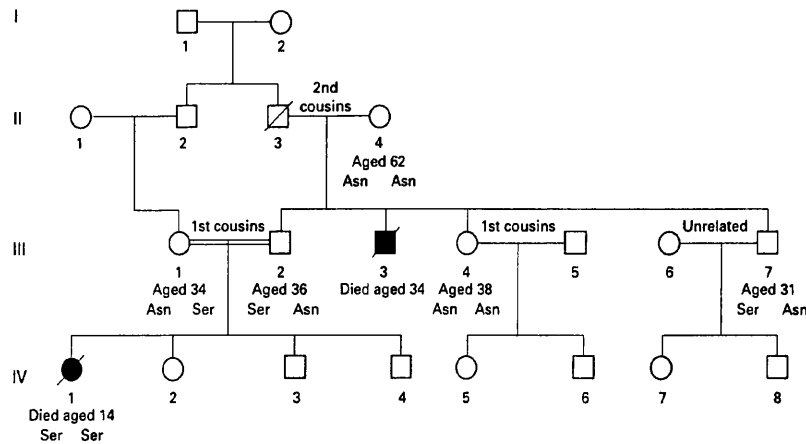 I
1 2
2nd
cousins
II
1 2 3 4
Aged 62
Asn Asn
1st cousins 1st cousins Unrelated
III
1 2 3 4 5 6 7
Aged 34 Aged 36 Died aged 34 Aged 38 Aged 31
Asn Ser Ser Asn Asn Asn Ser Asn
IV
1 2 3 4 5 6 7 8
Died aged 14
Ser Ser